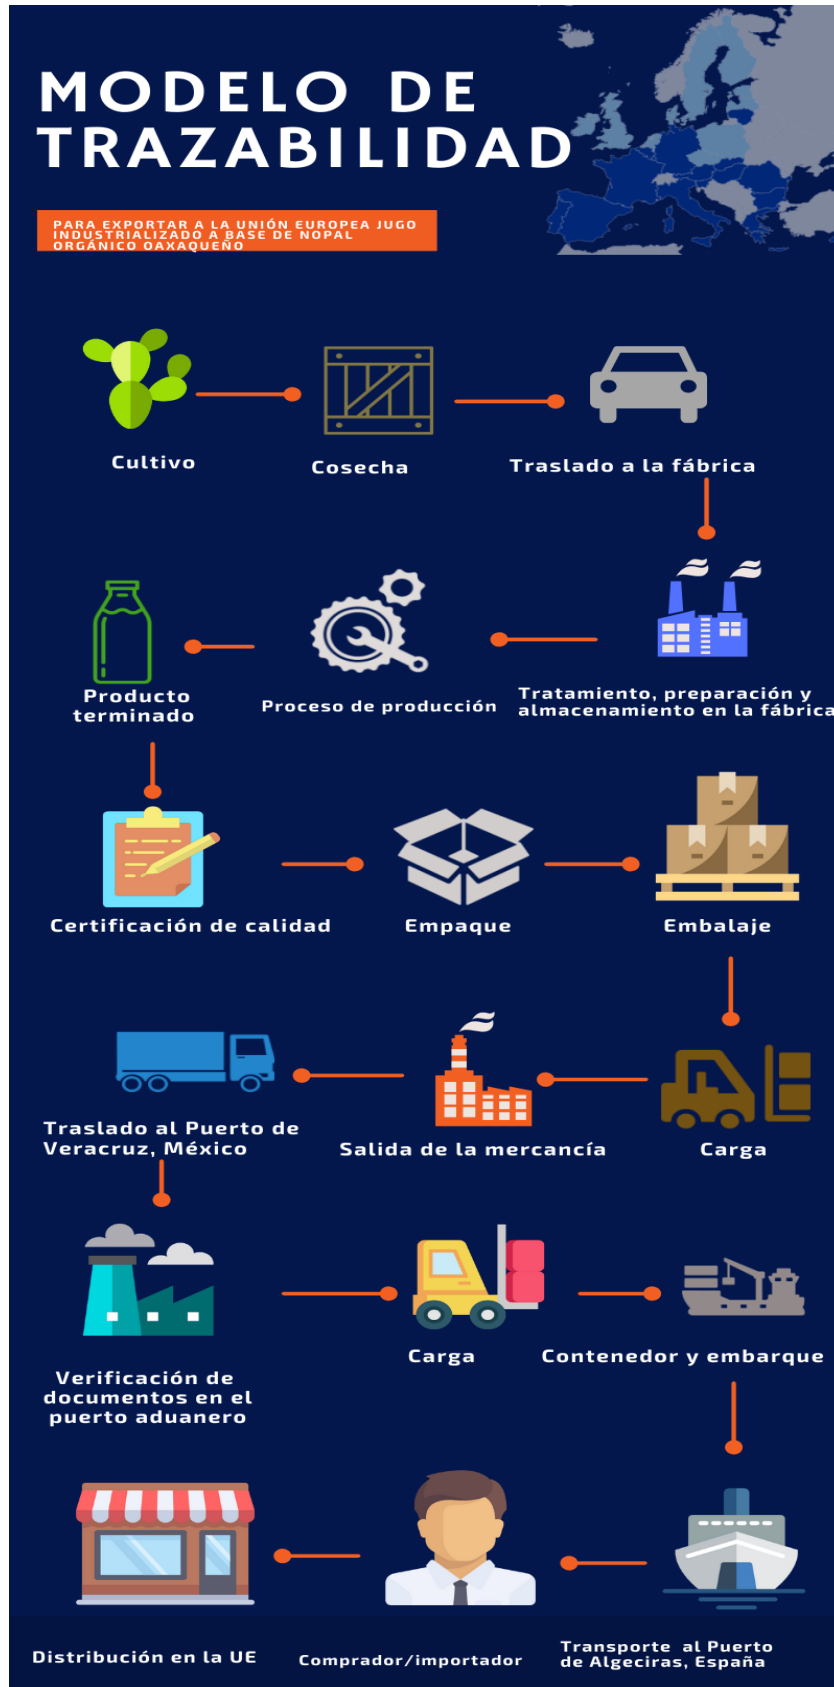 MODELO DE
TRAZABILIDAD
PARA EXPORTAR A LA UNIÓN EUROPEA JUGO
INDUSTRIALIZADO A BASE DE NOPAL
ORGÁNICO OAXAQUEÑO
Cultivo
Cosecha
Traslado a la fábrica
Tratamiento, preparación y
almacenamiento en la fábrica
Proceso de producción
Producto
terminado
Certificación de calidad
Empaque
Embalaje
Carga
Salida de la mercancía
Traslado al Puerto de
Veracruz, México
Verificación de
documentos en el
puerto aduanero
Carga
Contenedor y embarque
Transporte al Puerto
de Algeciras, España
Comprador/importador
Distribución en la UE